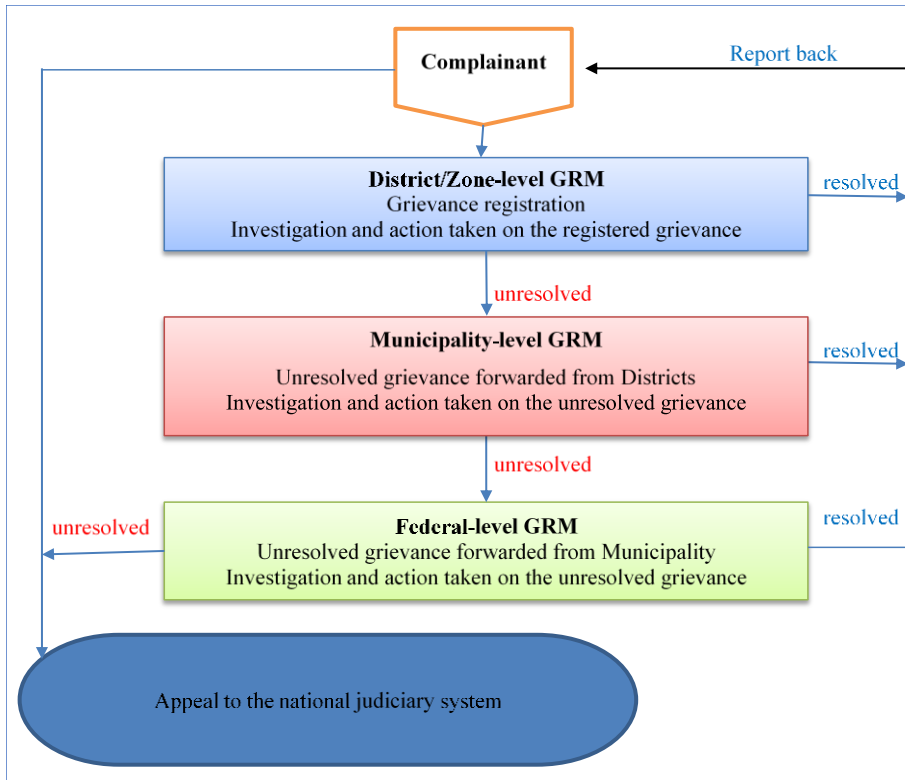 Complainant
Report back
District/Zone-level GRM
Grievance registration
Investigation and action taken on the registered grievance
resolved
unresolved
Municipality-level GRM
Unresolved grievance forwarded from Districts
Investigation and action taken on the unresolved grievance
resolved
unresolved
Federal-level GRM
Unresolved grievance forwarded from Municipality
Investigation and action taken on the unresolved grievance
resolved
unresolved
Appeal to the national judiciary system